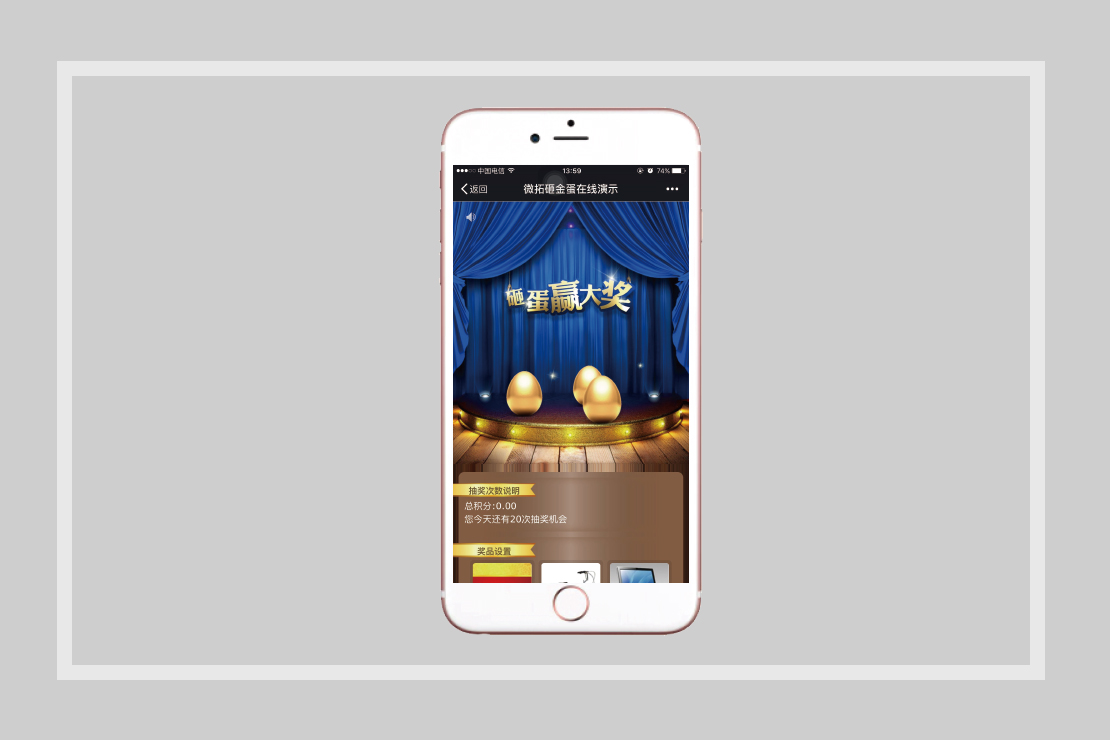 中国电信 13:59 74%
返回 微拓砸金蛋在线演示
砸蛋赢大奖
抽奖次数说明
总积分:0.00
您今天还有20次抽奖机会
奖品设置